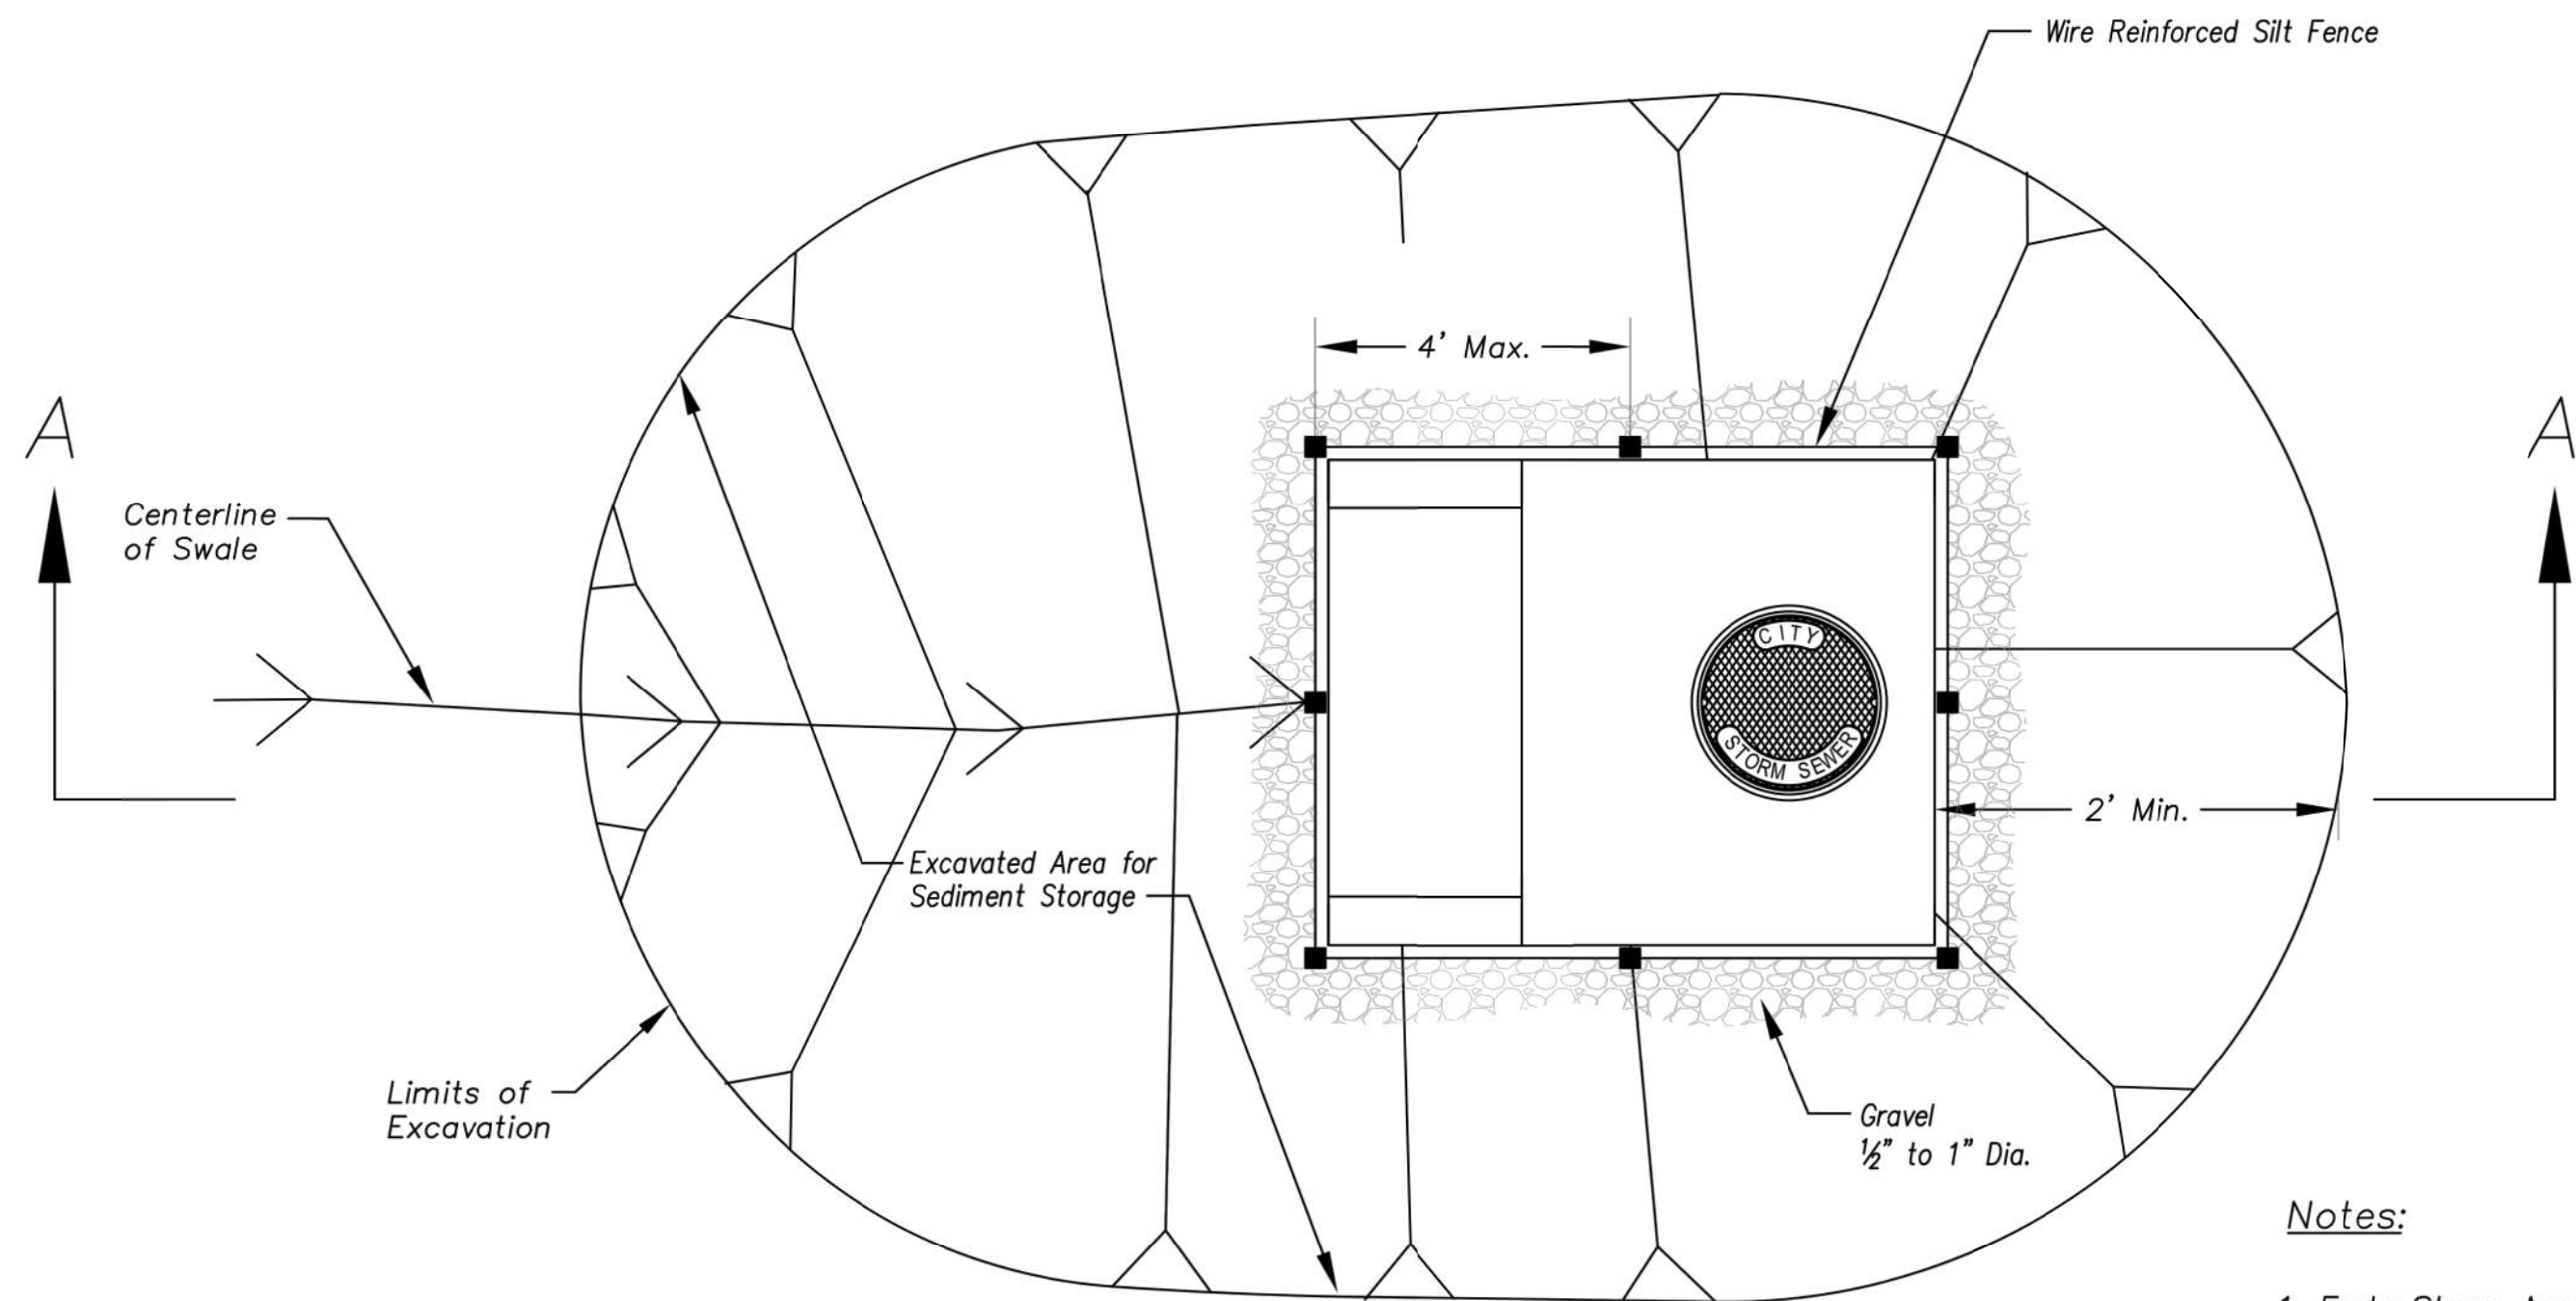 Wire Reinforced Silt Fence
4' Max.
A
A
Centerline
of Swale
CITY
STORM SEWER
2' Min.
Excavated Area for
Sediment Storage
Limits of
Excavation
Gravel
½" to 1" Dia.
Notes: